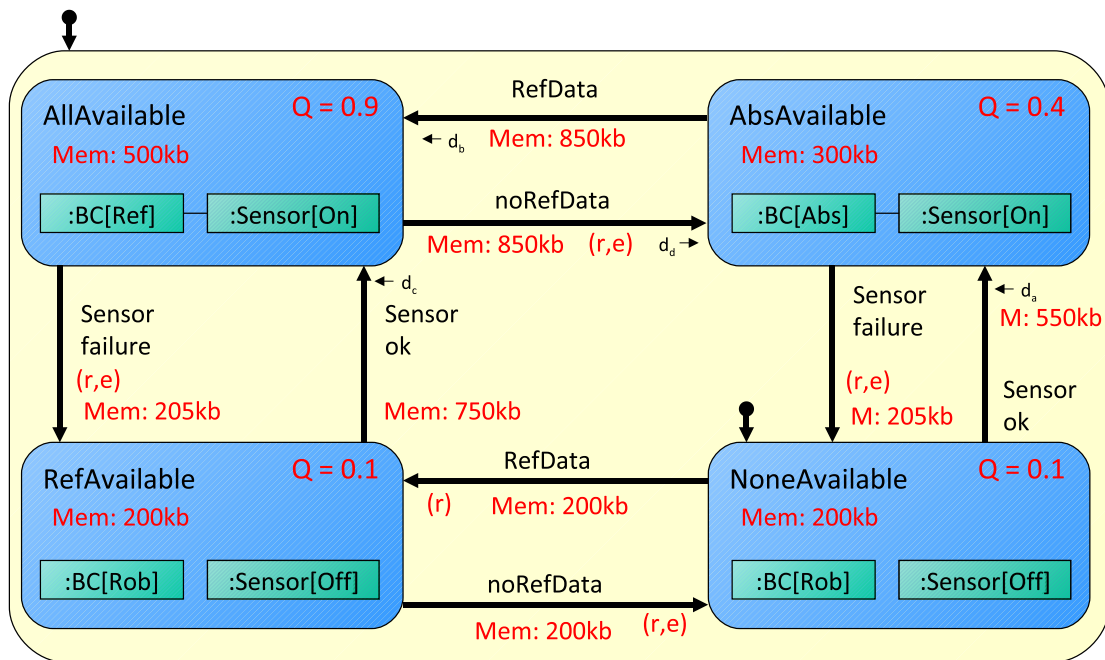 AllAvailable
Q = 0.9
Mem: 500kb
:BC[Ref]
:Sensor[On]
RefData
Mem: 850kb
← d_b
noRefData
Mem: 850kb
(r,e)
d_d →
AbsAvailable
Q = 0.4
Mem: 300kb
:BC[Abs]
:Sensor[On]
Sensor
failure
(r,e)
Mem: 205kb
← d_c
Sensor
ok
Mem: 750kb
Sensor
failure
(r,e)
M: 205kb
← d_a
M: 550kb
Sensor
ok
RefAvailable
Q = 0.1
Mem: 200kb
:BC[Rob]
:Sensor[Off]
RefData
(r)
Mem: 200kb
noRefData
Mem: 200kb
(r,e)
NoneAvailable
Q = 0.1
Mem: 200kb
:BC[Rob]
:Sensor[Off]